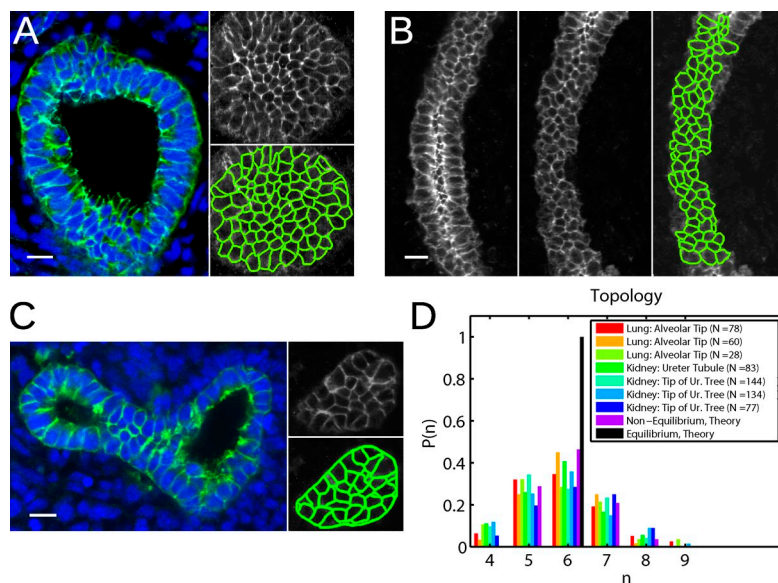 A
B
C
D
Topology
P(n)
1
0.8
0.6
0.4
0.2
0
4 5 6 7 8 9
n
Lung: Alveolar Tip (N =78)
Lung: Alveolar Tip (N =60)
Lung: Alveolar Tip (N =28)
Kidney: Ureter Tubule (N =83)
Kidney: Tip of Ur. Tree (N =144)
Kidney: Tip of Ur. Tree (N =134)
Kidney: Tip of Ur. Tree (N =77)
Non−Equilibrium, Theory
Equilibrium, Theory